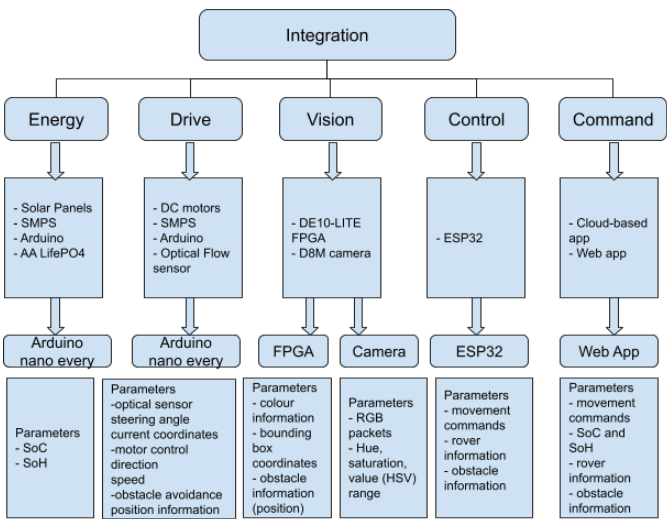 Integration
Energy
Drive
Vision
Control
Command
- Solar Panels
- SMPS
- Arduino
- AA LifePO4
- DC motors
- SMPS
- Arduino
- Optical Flow
sensor
- DE10-LITE
FPGA
- D8M camera
- ESP32
- Cloud-based
app
- Web app
Arduino
nano every
Arduino
nano every
FPGA
Camera
ESP32
Web App
Parameters
- SoC
- SoH
Parameters
-optical sensor
steering angle
current coordinates
-motor control
direction
speed
-obstacle avoidance
position information
Parameters
- colour
information
- bounding
box
coordinates
- obstacle
information
(position)
Parameters
- RGB
packets
- Hue,
saturation,
value (HSV)
range
Parameters
- movement
commands
- rover
information
- obstacle
information
Parameters
- movement
commands
- SoC and
SoH
- rover
information
- obstacle
information